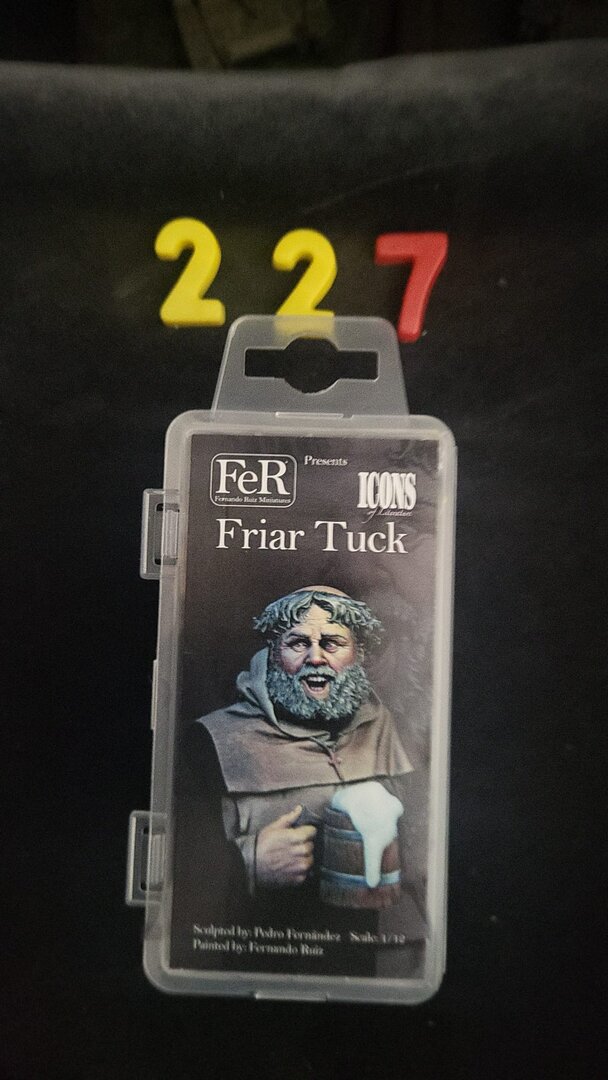 2 2 7
FeR
Fernando Ruiz Miniatures
Presents
ICONS
of Literature
Friar Tuck
Sculpted by: Pedro Fernández Scale: 1/12
Painted by: Fernando Ruiz